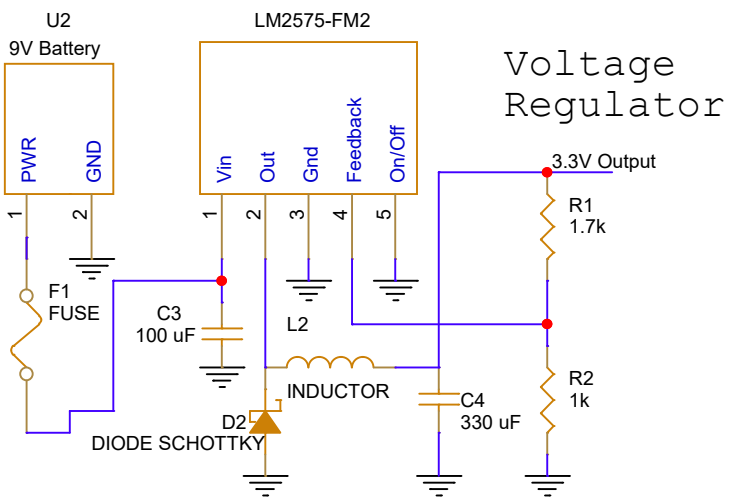 U2
9V Battery
PWR
GND
1
2
LM2575-FM2
Vin
Out
Gnd
Feedback
On/Off
1
2
3
4
5
Voltage
Regulator
3.3V Output
R1
1.7k
F1
FUSE
C3
100 uF
L2
INDUCTOR
D2
DIODE SCHOTTKY
C4
330 uF
R2
1k